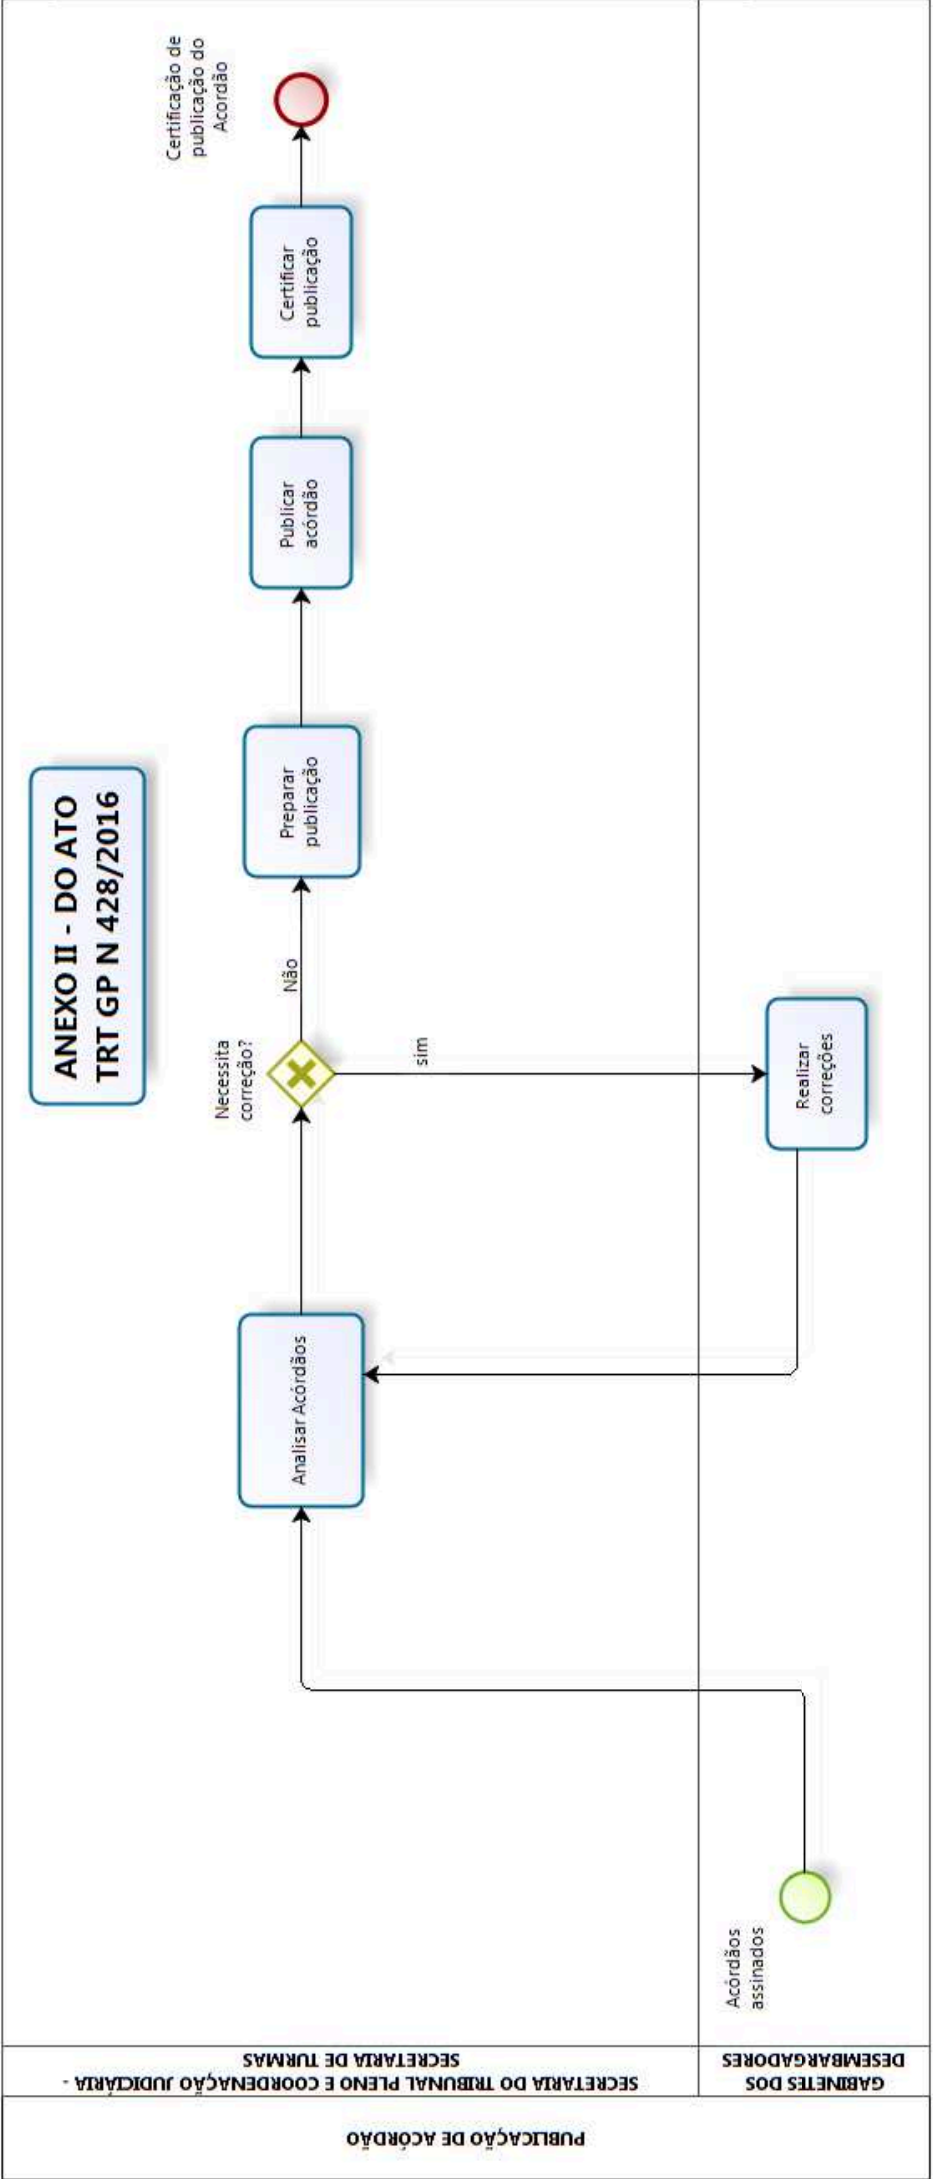 PUBLICAÇÃO DE ACÓRDÃO
SECRETARIA DO TRIBUNAL PLENO E COORDENAÇÃO JUDICIÁRIA -
SECRETARIA DE TURMAS
GABINETES DOS
DESEMBARGADORES
ANEXO II - DO ATO
TRT GP N 428/2016
Acórdãos
assinados
Analisar Acórdãos
Necessita
correção?
Não
sim
Realizar
correções
Preparar
publicação
Publicar
acórdão
Certificar
publicação
Certificação de
publicação do
Acordão